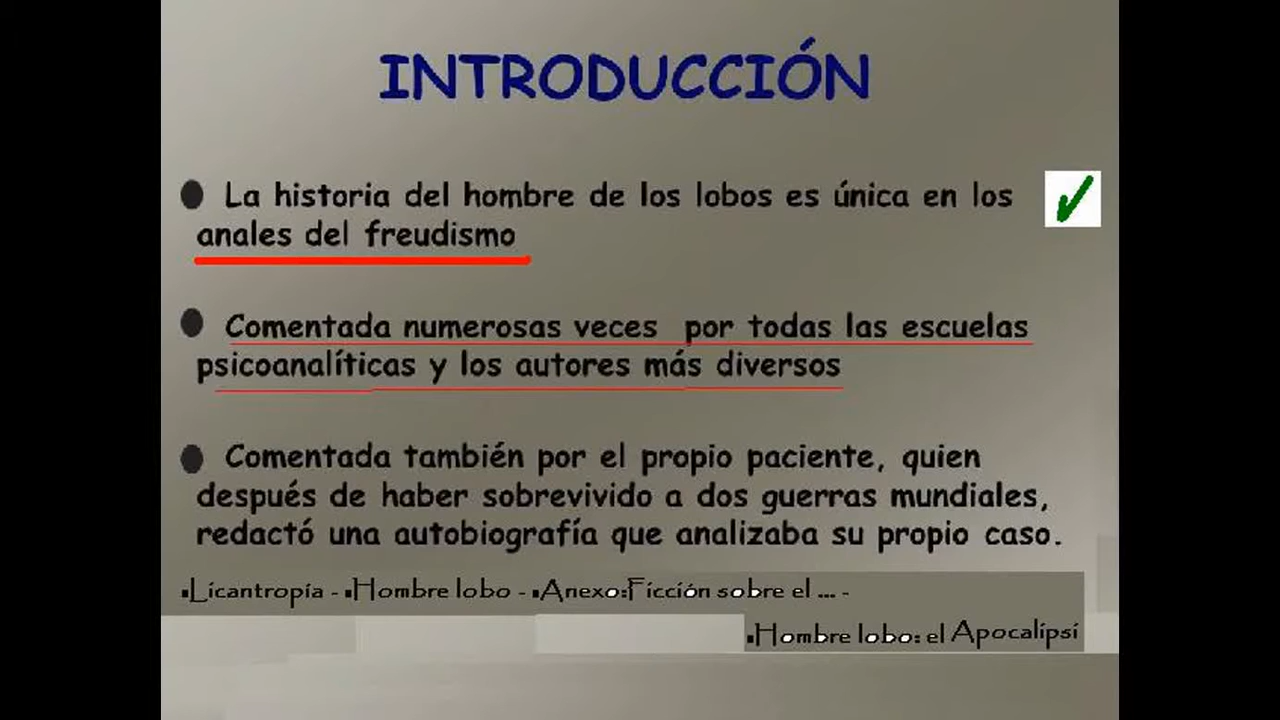 INTRODUCCIÓN
La historia del hombre de los lobos es única en los
anales del freudismo
Comentada numerosas veces por todas las escuelas
psicoanalíticas y los autores más diversos
Comentada también por el propio paciente, quien
después de haber sobrevivido a dos guerras mundiales,
redactó una autobiografía que analizaba su propio caso.
▪Licantropía - ▪Hombre lobo - ▪Anexo:Ficción sobre el ... -
▪Hombre lobo: el Apocalipsi